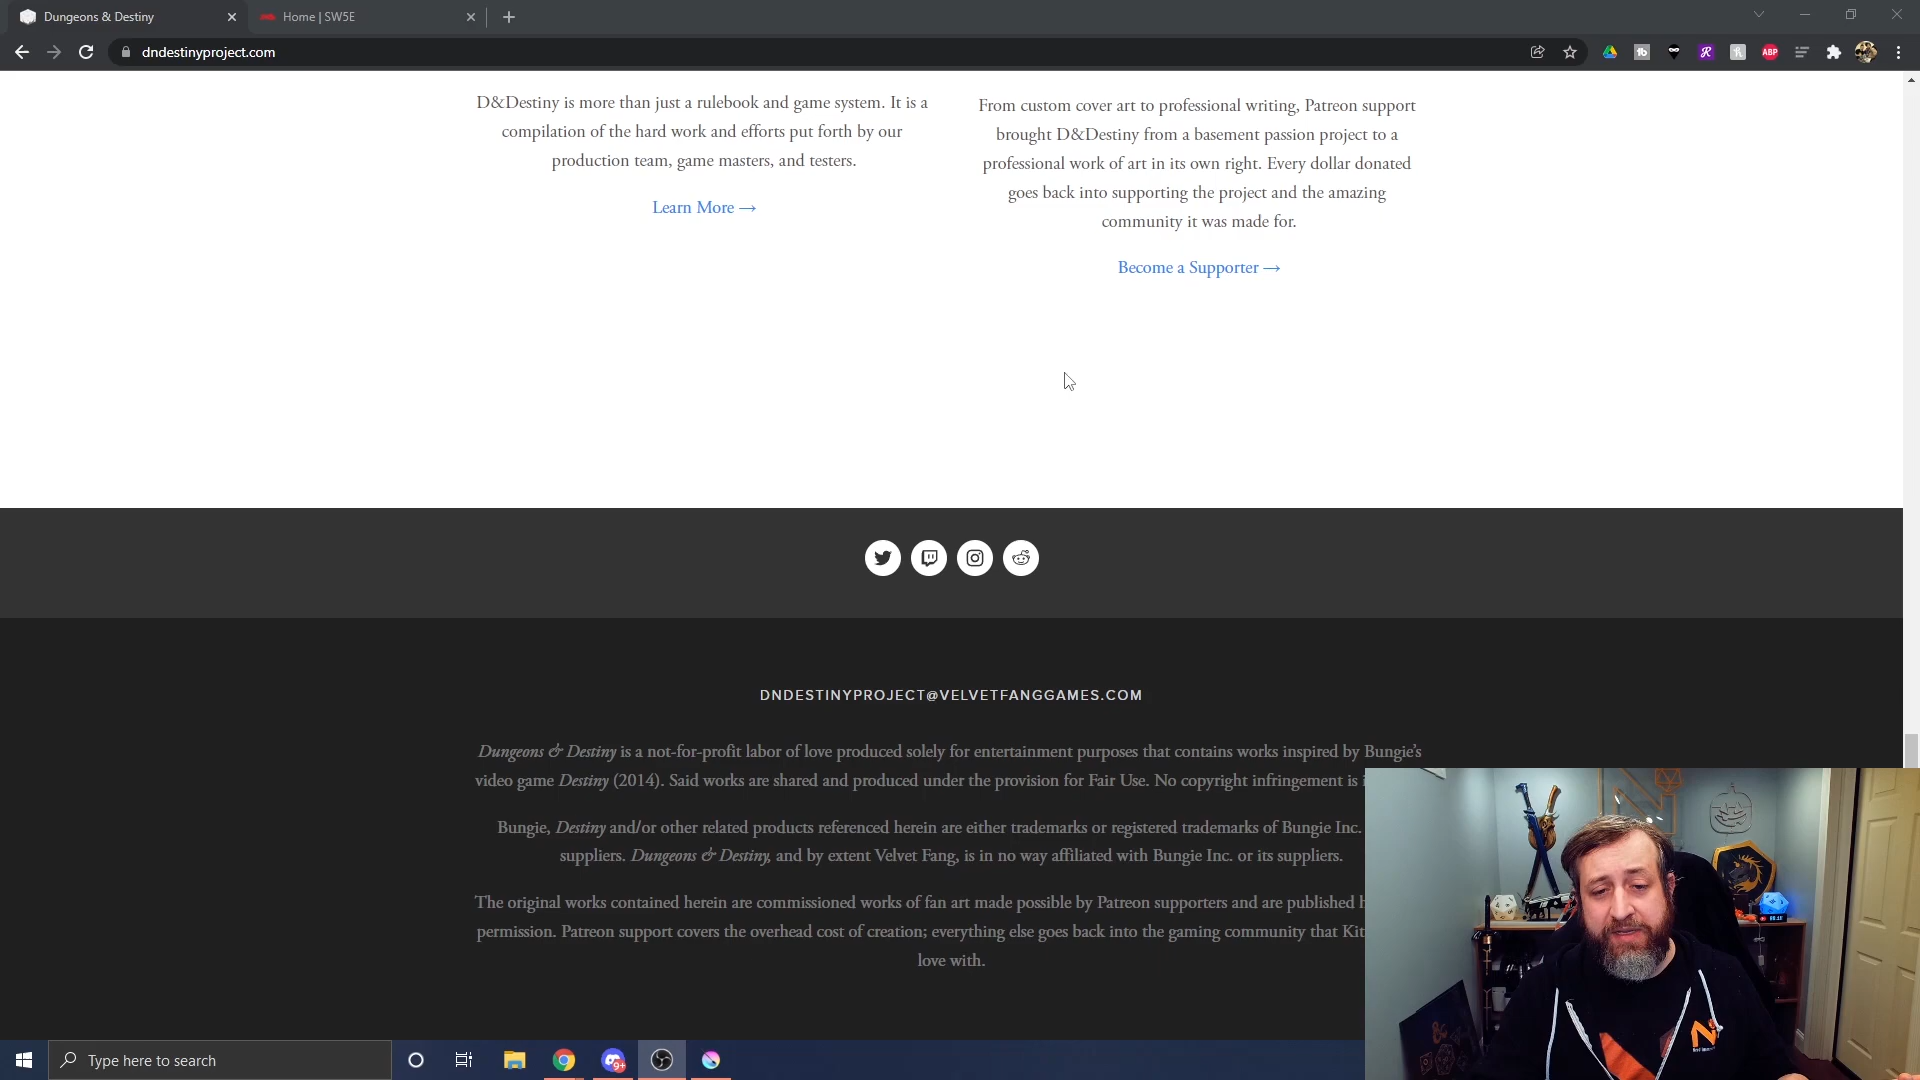 Dungeons & Destiny
Home | SW5E
dndestinyproject.com
D&Destiny is more than just a rulebook and game system. It is a
compilation of the hard work and efforts put forth by our
production team, game masters, and testers.
Learn More →
From custom cover art to professional writing, Patreon support
brought D&Destiny from a basement passion project to a
professional work of art in its own right. Every dollar donated
goes back into supporting the project and the amazing
community it was made for.
Become a Supporter →
DNDESTINYPROJECT@VELVETFANGGAMES.COM
Dungeons & Destiny is a not-for-profit labor of love produced solely for entertainment purposes that contains works inspired by Bungie's
video game Destiny (2014). Said works are shared and produced under the provision for Fair Use. No copyright infringement is
Bungie, Destiny and/or other related products referenced herein are either trademarks or registered trademarks of Bungie Inc.
suppliers. Dungeons & Destiny, and by extent Velvet Fang, is in no way affiliated with Bungie Inc. or its suppliers.
The original works contained herein are commissioned works of fan art made possible by Patreon supporters and are published
permission. Patreon support covers the overhead cost of creation; everything else goes back into the gaming community that Kit
love with.
Type here to search
9+
ABP